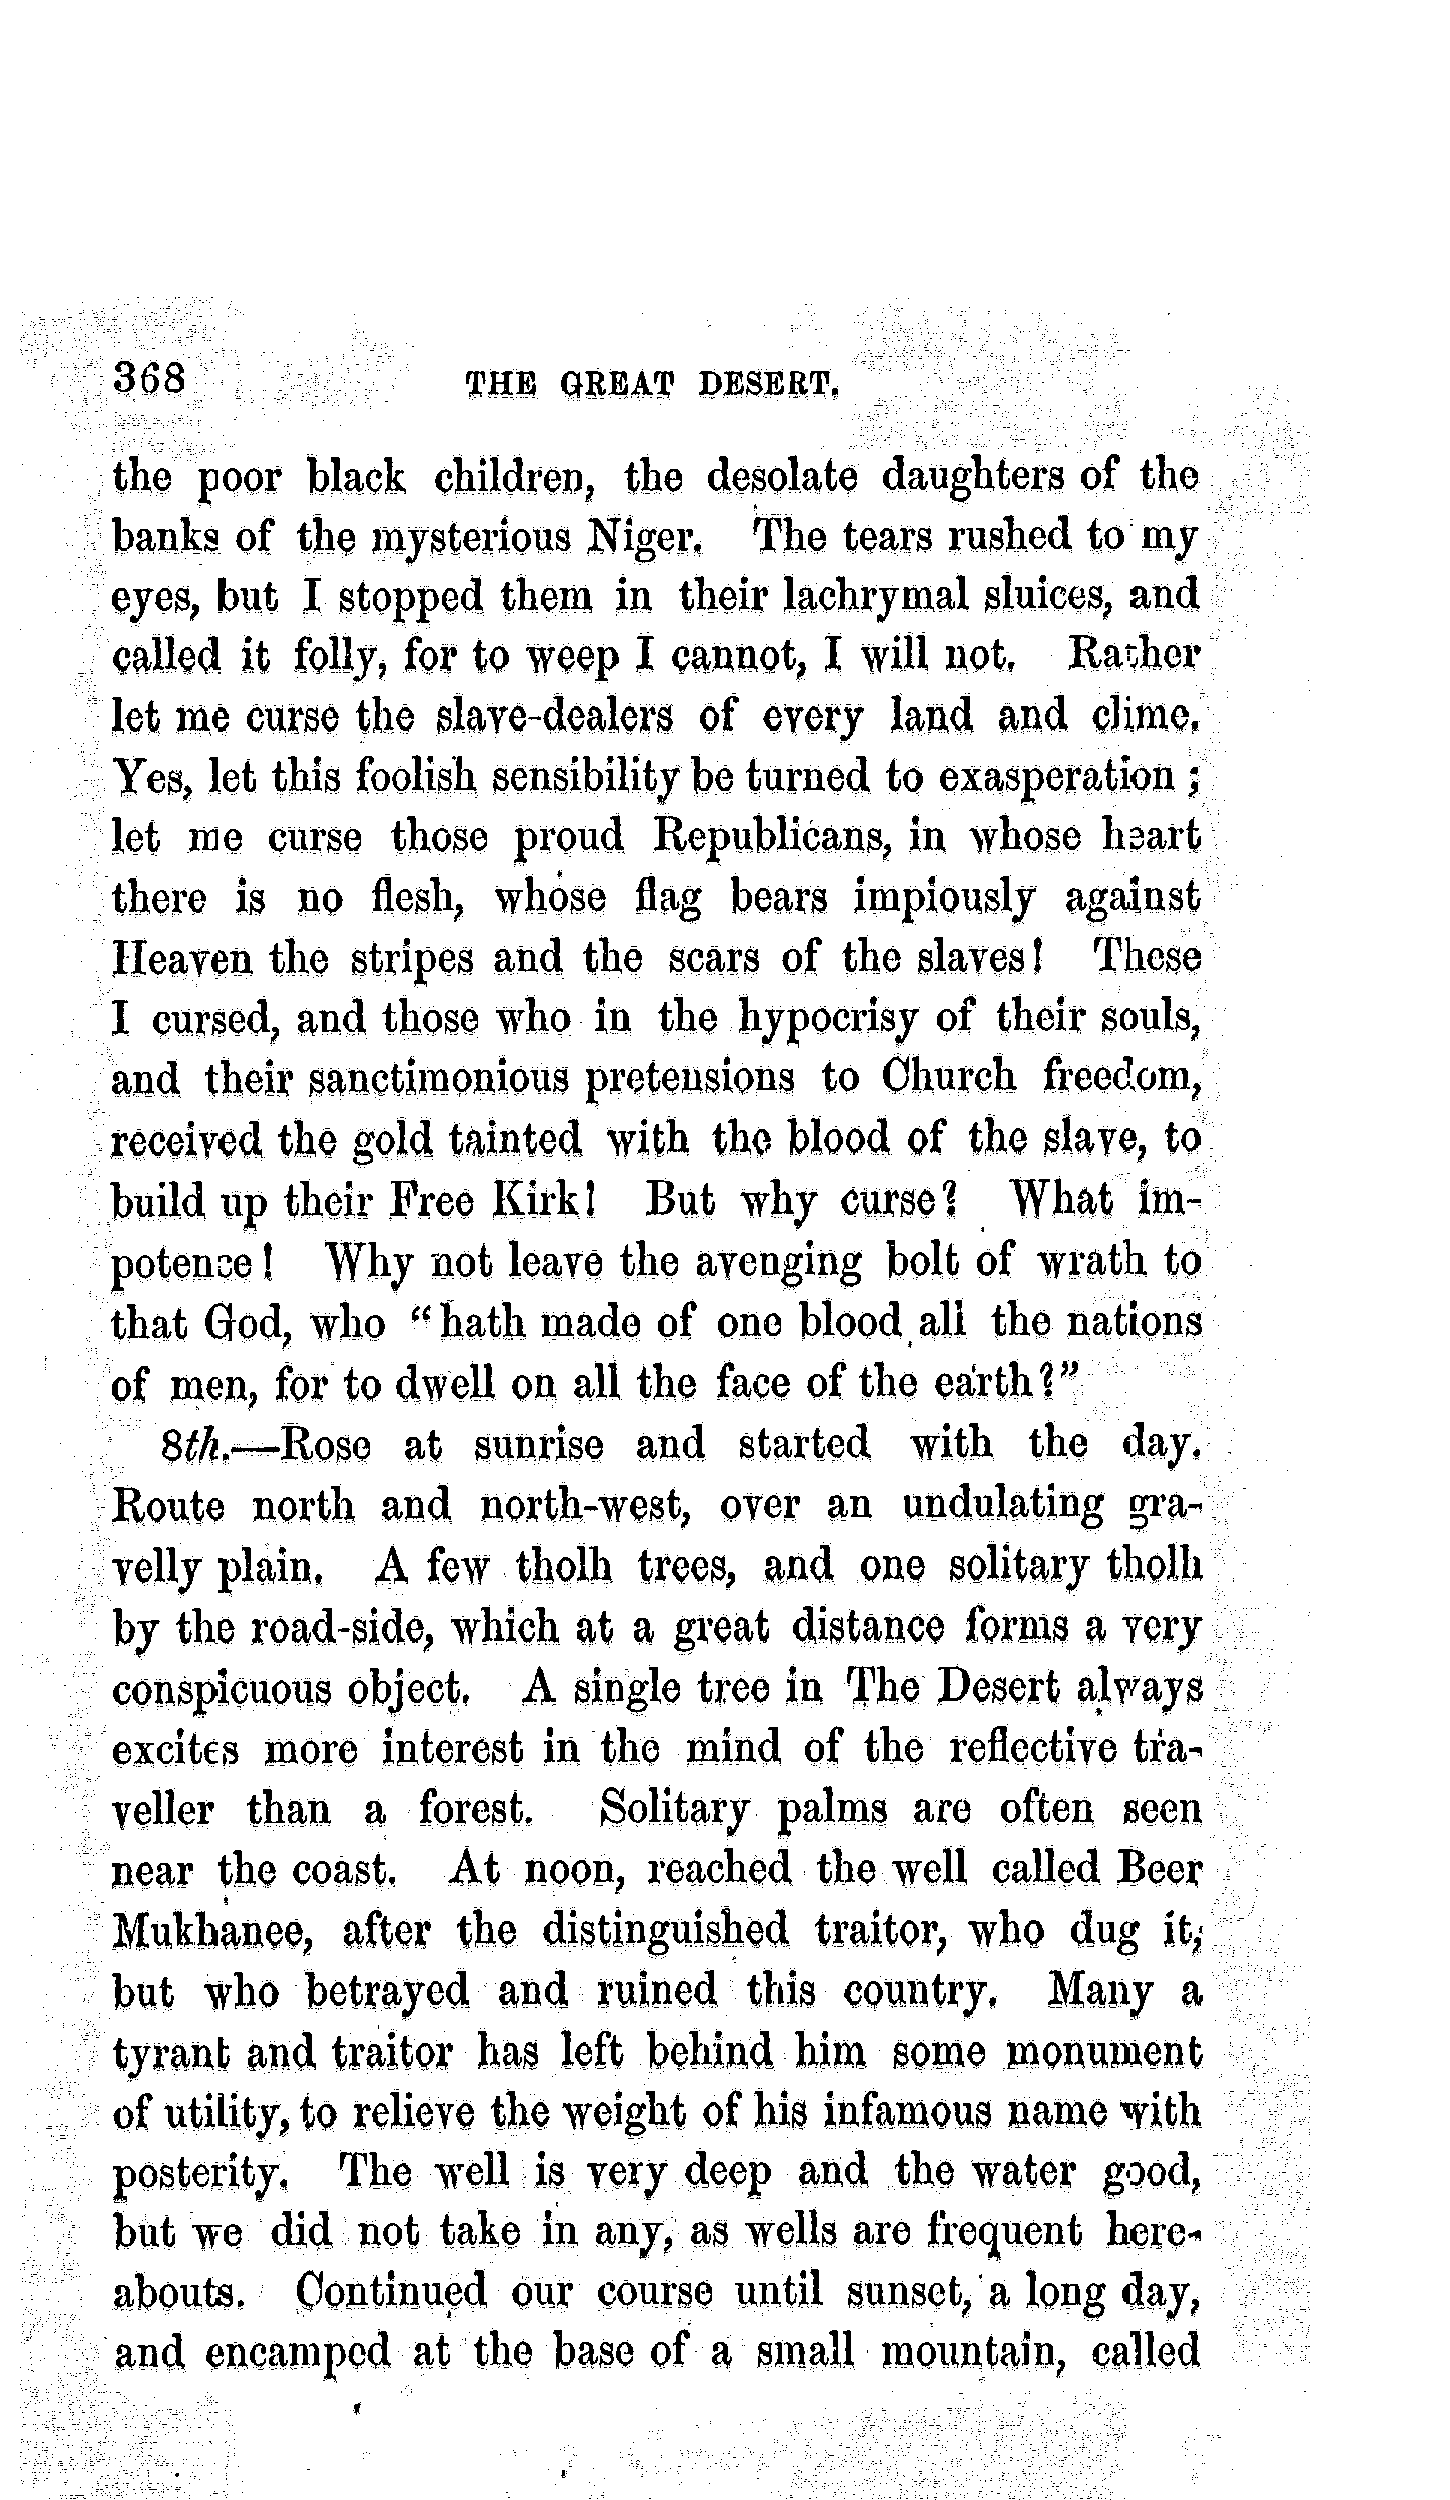 368 THE GREAT DESERT.
the poor black children, the desolate daughters of the
banks of the mysterious Niger. The tears rushed to my
eyes, but I stopped them in their lachrymal sluices, and
called it folly, for to weep I cannot, I will not. Rather
let me curse the slave-dealers of every land and clime.
Yes, let this foolish sensibility be turned to exasperation ;
let me curse those proud Republicans, in whose heart
there is no flesh, whose flag bears impiously against
Heaven the stripes and the scars of the slaves! These
I cursed, and those who in the hypocrisy of their souls,
and their sanctimonious pretensions to Church freedom,
received the gold tainted with the blood of the slave, to
build up their Free Kirk! But why curse? What im-
potence! Why not leave the avenging bolt of wrath to
that God, who "hath made of one blood all the nations
of men, for to dwell on all the face of the earth?"
8th.—Rose at sunrise and started with the day.
Route north and north-west, over an undulating gra-
velly plain. A few tholh trees, and one solitary tholh
by the road-side, which at a great distance forms a very
conspicuous object. A single tree in The Desert always
excites more interest in the mind of the reflective tra-
veller than a forest. Solitary palms are often seen
near the coast. At noon, reached the well called Beer
Mukhanee, after the distinguished traitor, who dug it,
but who betrayed and ruined this country. Many a
tyrant and traitor has left behind him some monument
of utility, to relieve the weight of his infamous name with
posterity. The well is very deep and the water good,
but we did not take in any, as wells are frequent here-
abouts. Continued our course until sunset, a long day,
and encamped at the base of a small mountain, called